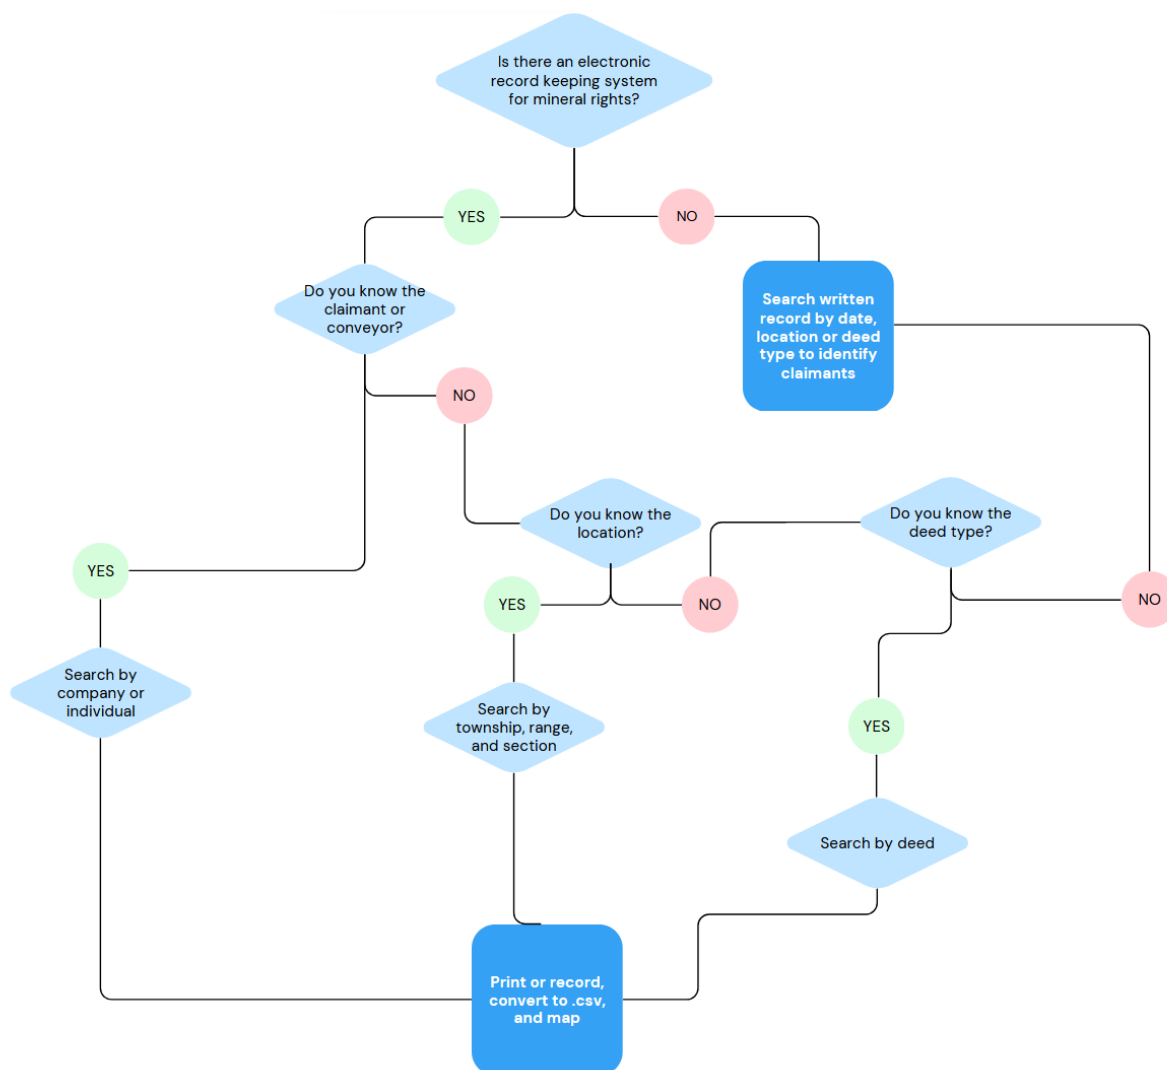 Is there an electronic
record keeping system
for mineral rights?
YES
NO
Do you know the
claimant or
conveyor?
Search written
record by date,
location or deed
type to identify
claimants
NO
Do you know the
location?
Do you know the
deed type?
YES
YES
NO
NO
Search by
company or
individual
Search by
township, range,
and section
YES
Search by deed
Print or record,
convert to .csv,
and map